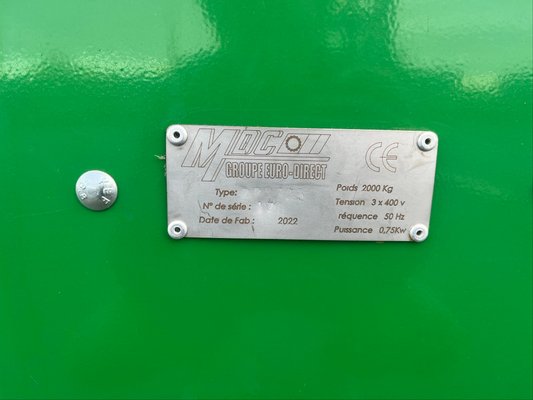 GROUPE EURO-DIRECT
CE
Type:
N° de série:
Date de Fab: 2022
Poids 2000 Kg
Tension 3 x 400 v
réquence 50 Hz
Puissance 0,75Kw